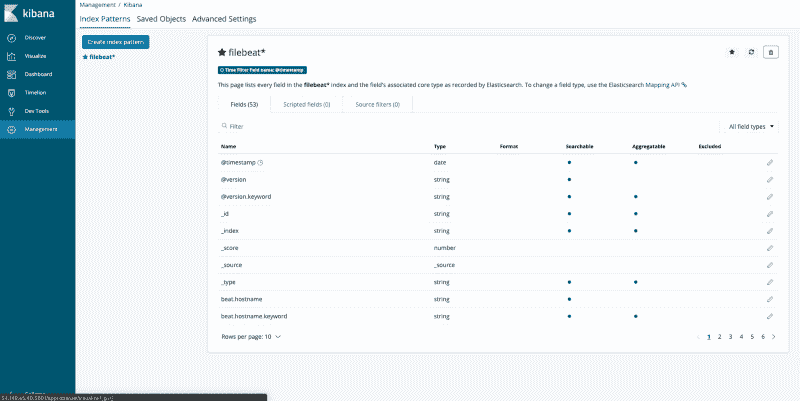 kibana
Discover
Visualize
Dashboard
Timelion
Dev Tools
Management
Management / Kibana
Index Patterns Saved Objects Advanced Settings
Create index pattern
filebeat*
filebeat*
Time Filter field name: @timestamp
This page lists every field in the filebeat* index and the field's associated core type as recorded by Elasticsearch. To change a field type, use the Elasticsearch Mapping API
Fields (53) Scripted fields (0) Source filters (0)
Filter All field types
Name Type Format Searchable Aggregatable Excluded
@timestamp date
@version string
@version.keyword string
_id string
_index string
_score number
_source _source
_type string
beat.hostname string
beat.hostname.keyword string
Rows per page: 10 1 2 3 4 5 6